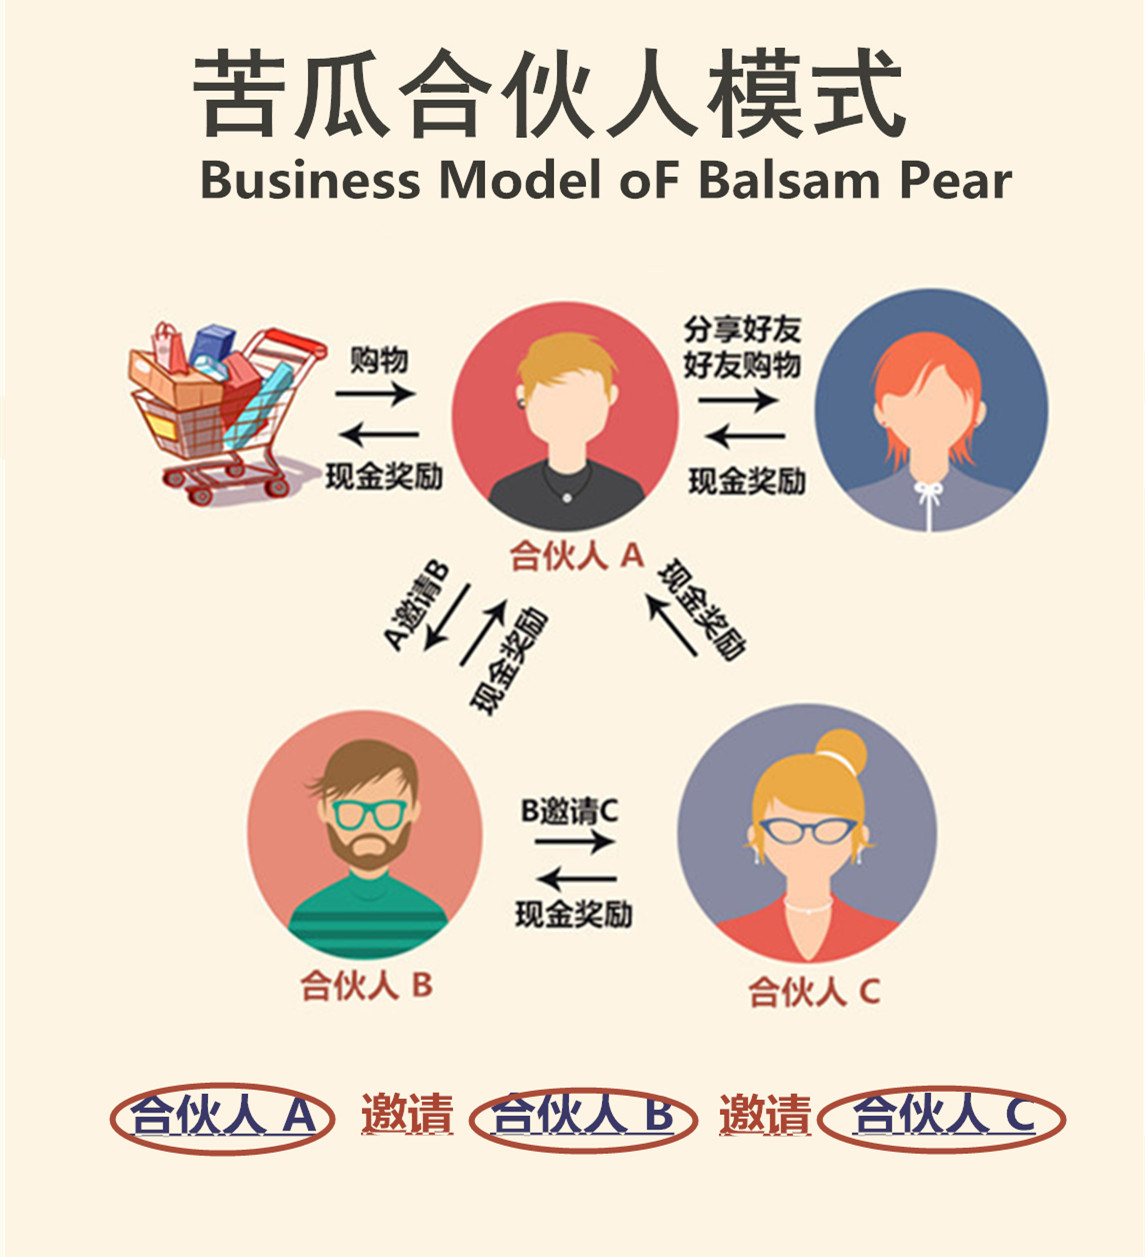 苦瓜合伙人模式
Business Model oF Balsam Pear
购物
现金奖励
分享好友
好友购物
现金奖励
合伙人 A
A邀请B
现金奖励
现金奖励
B邀请C
现金奖励
合伙人 B
合伙人 C
合伙人 A 邀请 合伙人 B 邀请 合伙人 C